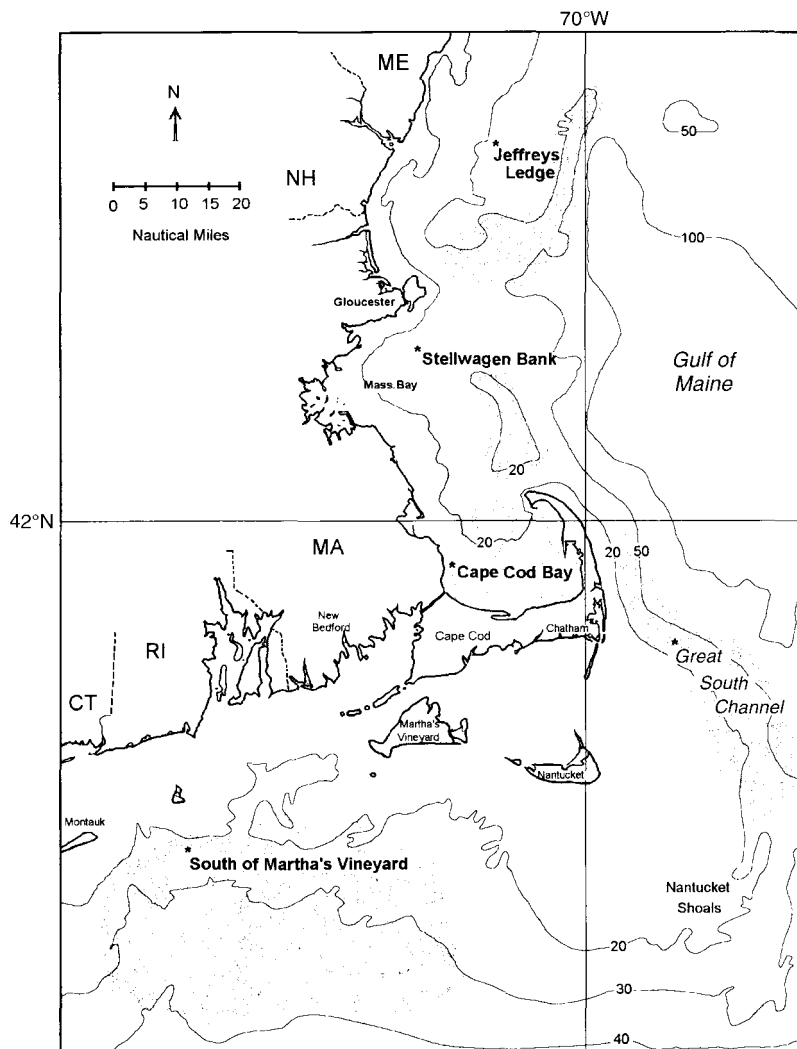 70°W
ME
N
50
* Jeffreys
Ledge
NH
0 5 10 15 20
Nautical Miles
100
Gloucester
* Stellwagen Bank
Gulf of
Maine
Mass. Bay
20
42°N
MA
20
20 50
* Cape Cod Bay
New
Bedford
Cape Cod
Chatham
RI
* Great
South
Channel
CT
Martha's
Vineyard
Nantucket
Montauk
* South of Martha's Vineyard
Nantucket
Shoals
20
30
40